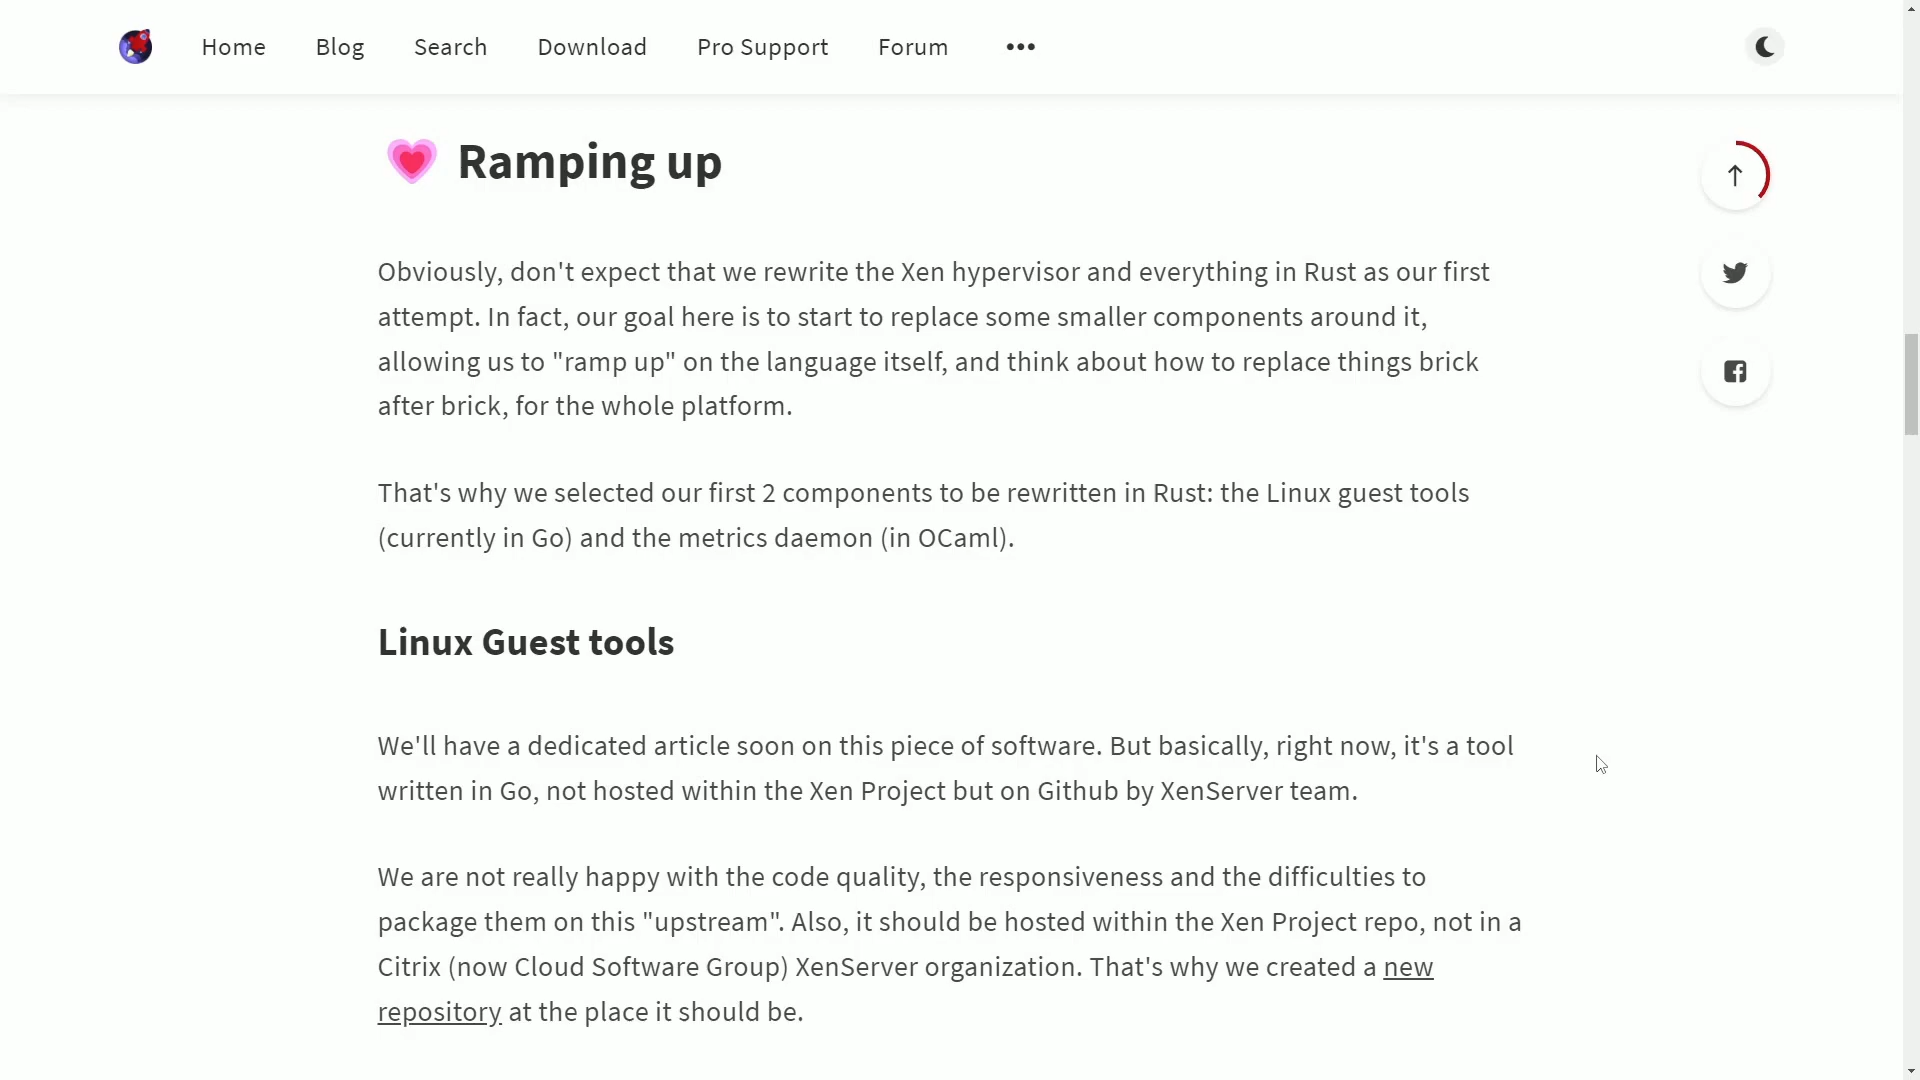 Home Blog Search Download Pro Support Forum •••
Ramping up
Obviously, don't expect that we rewrite the Xen hypervisor and everything in Rust as our first
attempt. In fact, our goal here is to start to replace some smaller components around it,
allowing us to "ramp up" on the language itself, and think about how to replace things brick
after brick, for the whole platform.
That's why we selected our first 2 components to be rewritten in Rust: the Linux guest tools
(currently in Go) and the metrics daemon (in OCaml).
Linux Guest tools
We'll have a dedicated article soon on this piece of software. But basically, right now, it's a tool
written in Go, not hosted within the Xen Project but on Github by XenServer team.
We are not really happy with the code quality, the responsiveness and the difficulties to
package them on this "upstream". Also, it should be hosted within the Xen Project repo, not in a
Citrix (now Cloud Software Group) XenServer organization. That's why we created a new
repository at the place it should be.